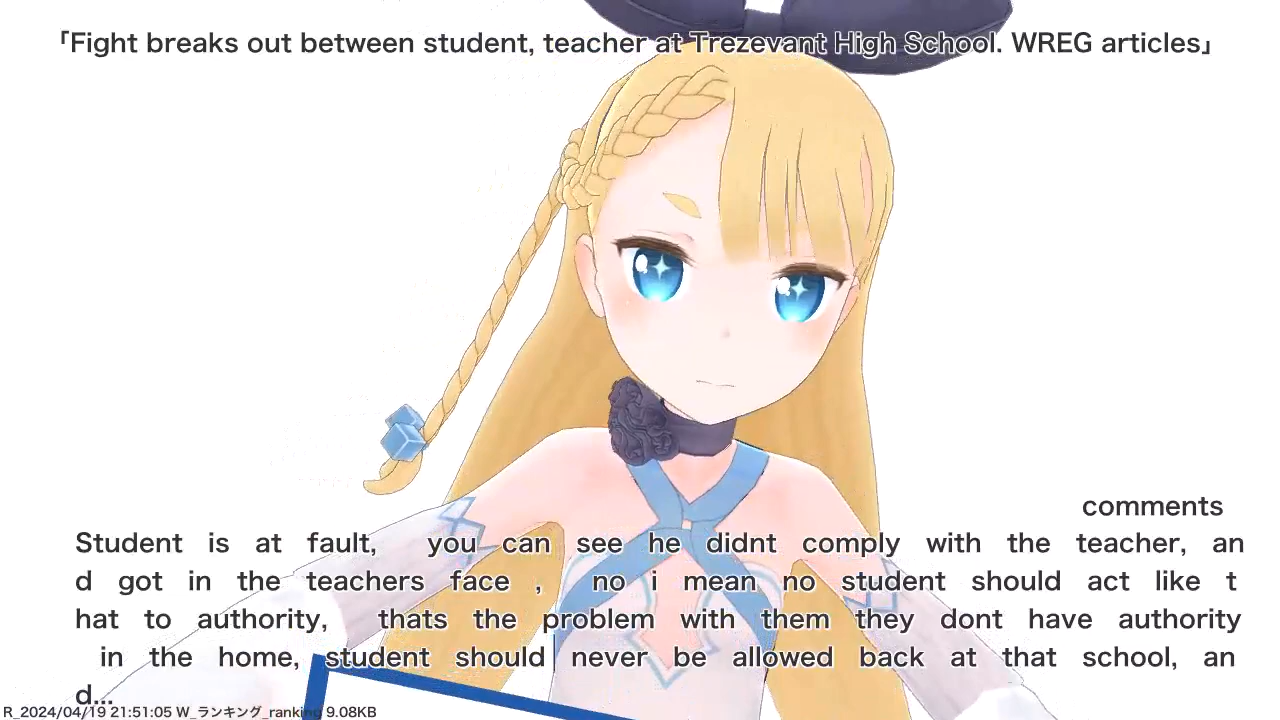 「Fight breaks out between student, teacher at Trezevant High School. WREG articles」
comments
Student is at fault, you can see he didnt comply with the teacher, an
d got in the teachers face , no i mean no student should act like t
hat to authority, thats the problem with them they dont have authority
in the home, student should never be allowed back at that school, an
d...
R_2024/04/19 21:51:05 W_ランキング_ranking 9.08KB